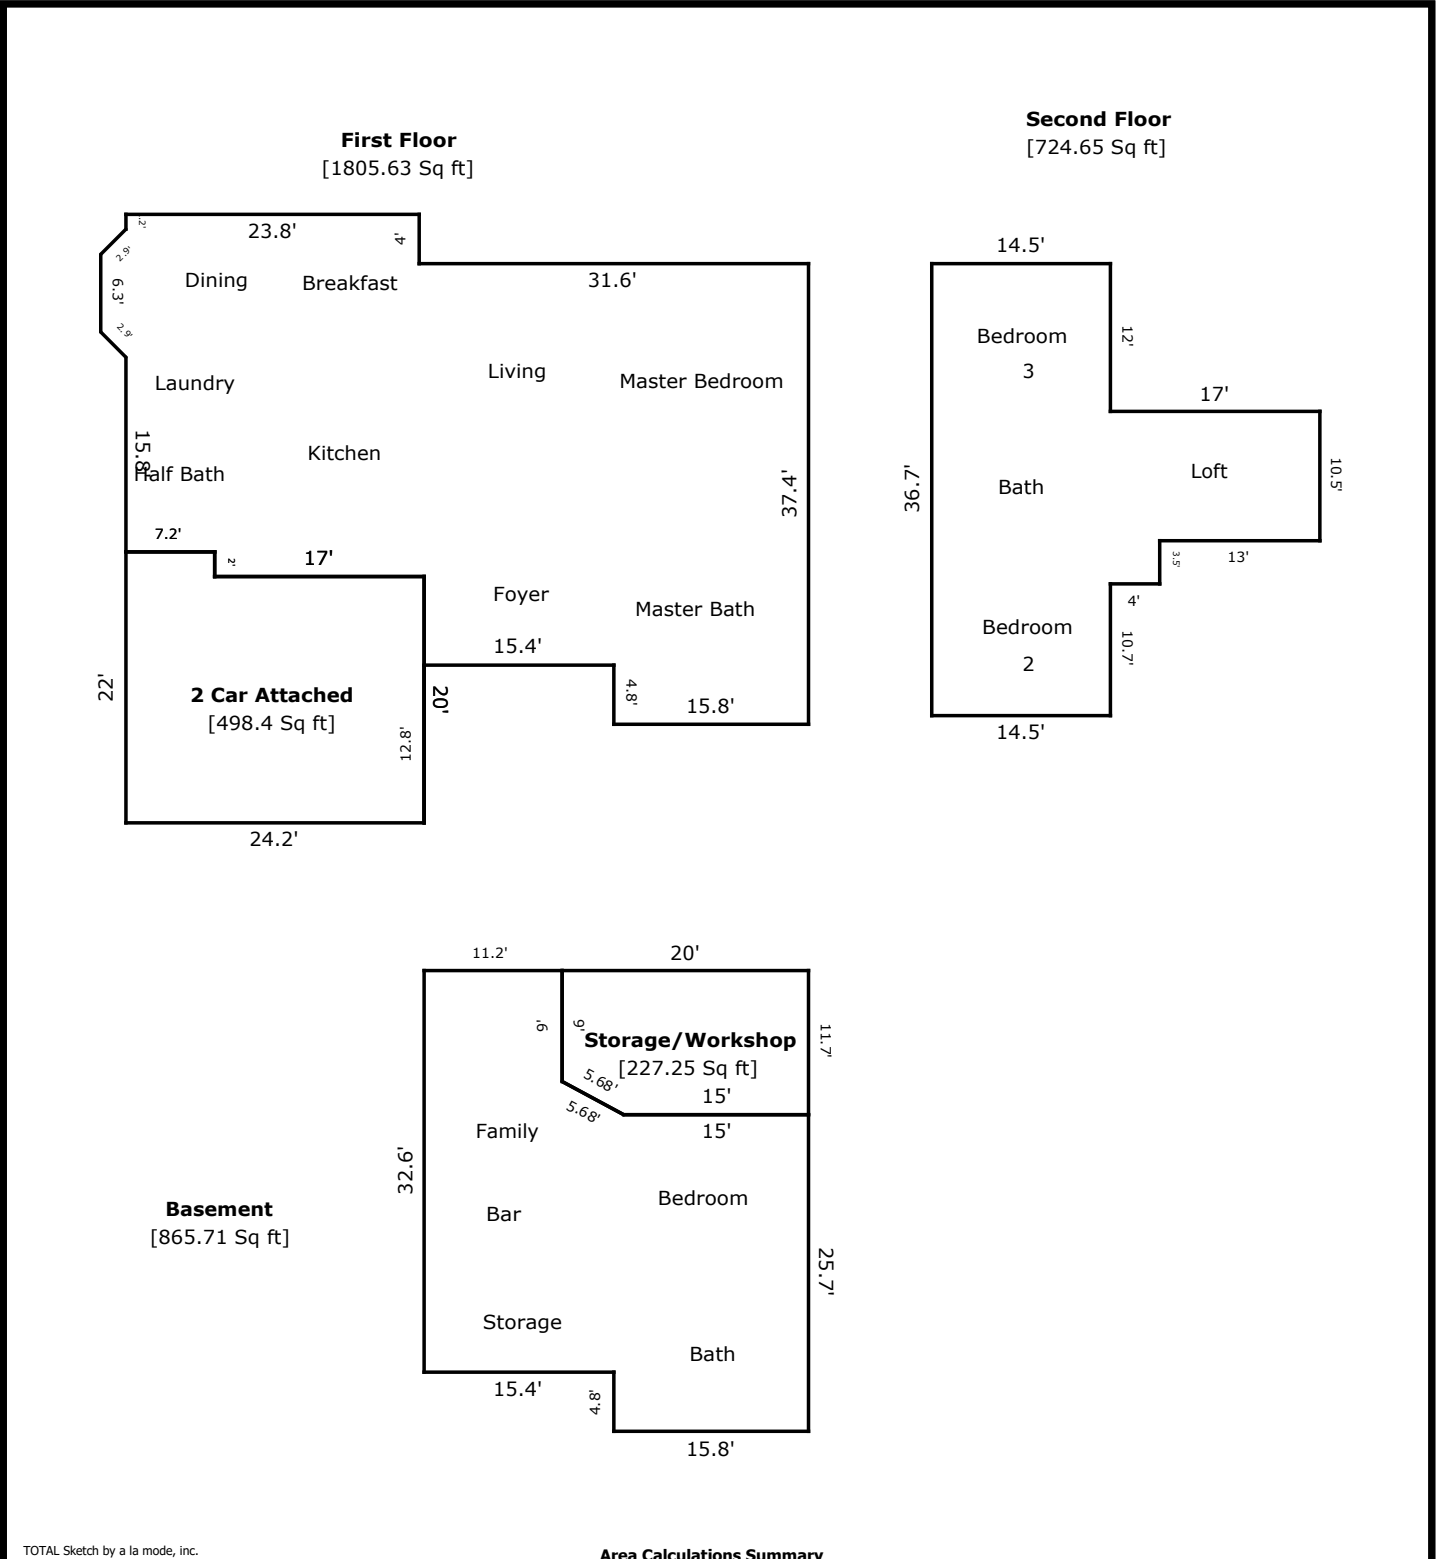 Second Floor
[724.65 Sq ft]
First Floor
[1805.63 Sq ft]
23.8'
4'
2.9'
6.3'
2.9'
Dining
Breakfast
31.6'
Laundry
Living
Master Bedroom
15.8'
Half Bath
Kitchen
37.4'
7.2'
2'
17'
Foyer
Master Bath
15.4'
4.8'
15.8'
22'
2 Car Attached
[498.4 Sq ft]
20'
12.8'
24.2'
14.5'
Bedroom
3
12'
17'
36.7'
Bath
Loft
10.5'
3.5'
13'
4'
Bedroom
2
10.7'
14.5'
11.2'
20'
9'
9'
Storage/Workshop
[227.25 Sq ft]
11.7'
5.68'
15'
5.68'
15'
Family
32.6'
Bedroom
Bar
Basement
[865.71 Sq ft]
25.7'
Storage
Bath
15.4'
4.8'
15.8'
TOTAL Sketch by a la mode, inc.
Area Calculations Summary